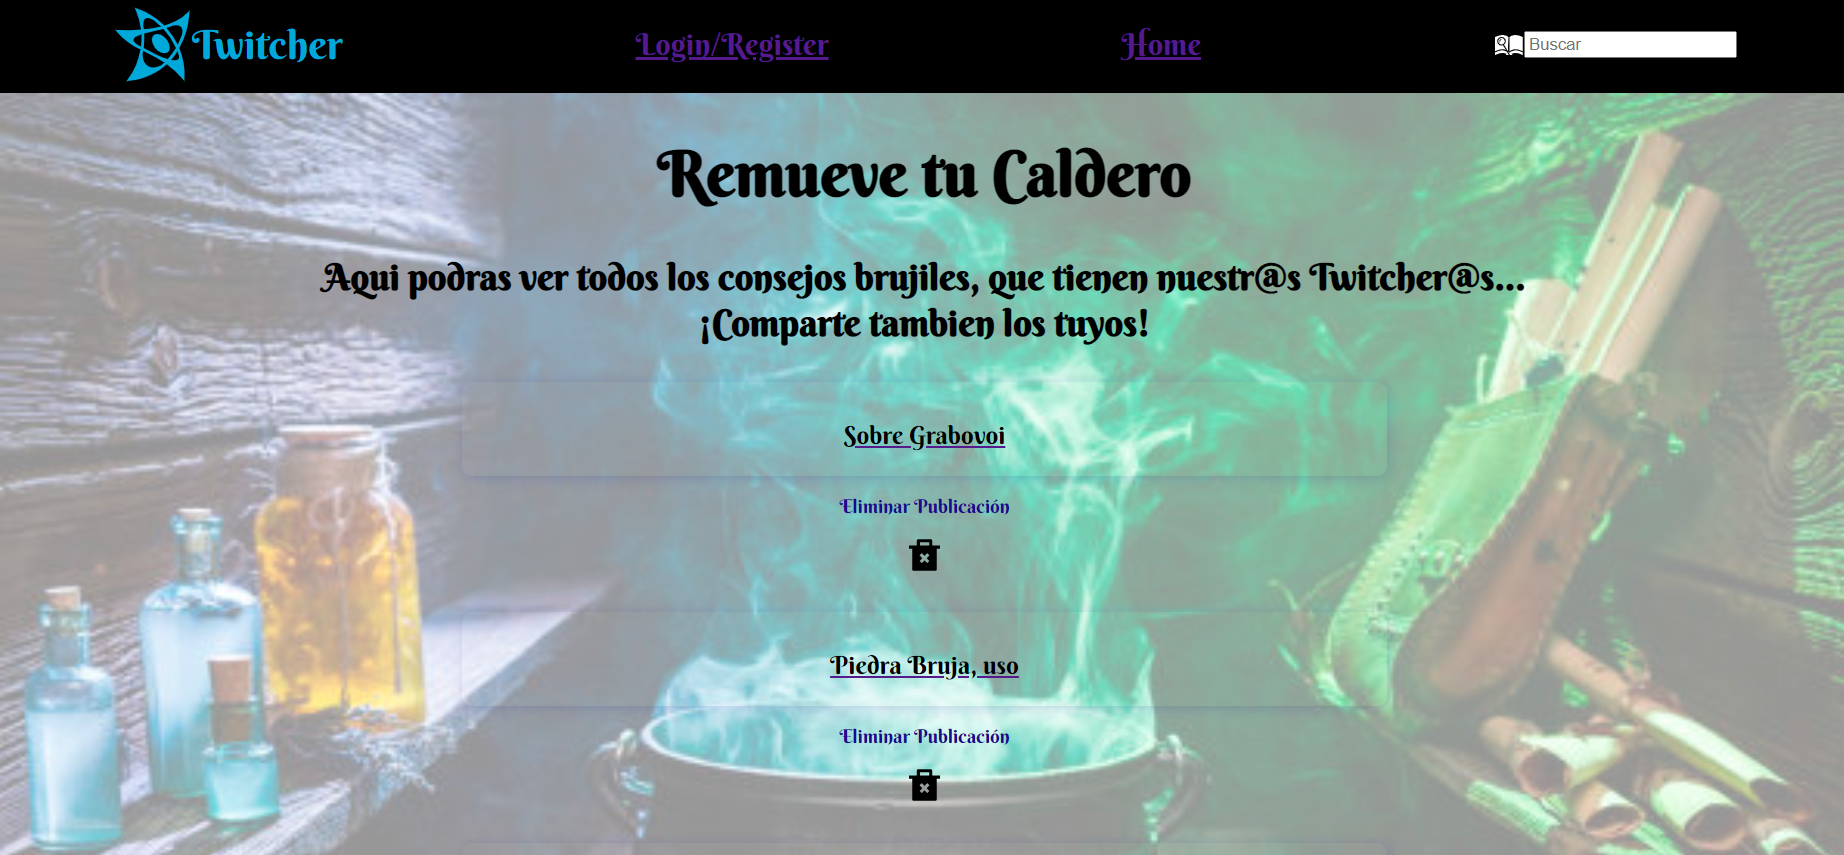 Twitcher
Login/Register
Home
Buscar
Remueve tu Caldero
Aqui podras ver todos los consejos brujiles, que tienen nuestr@s Twitcher@s...
¡Comparte tambien los tuyos!
Sobre Grabovoi
Eliminar Publicación
Piedra Bruja, uso
Eliminar Publicación